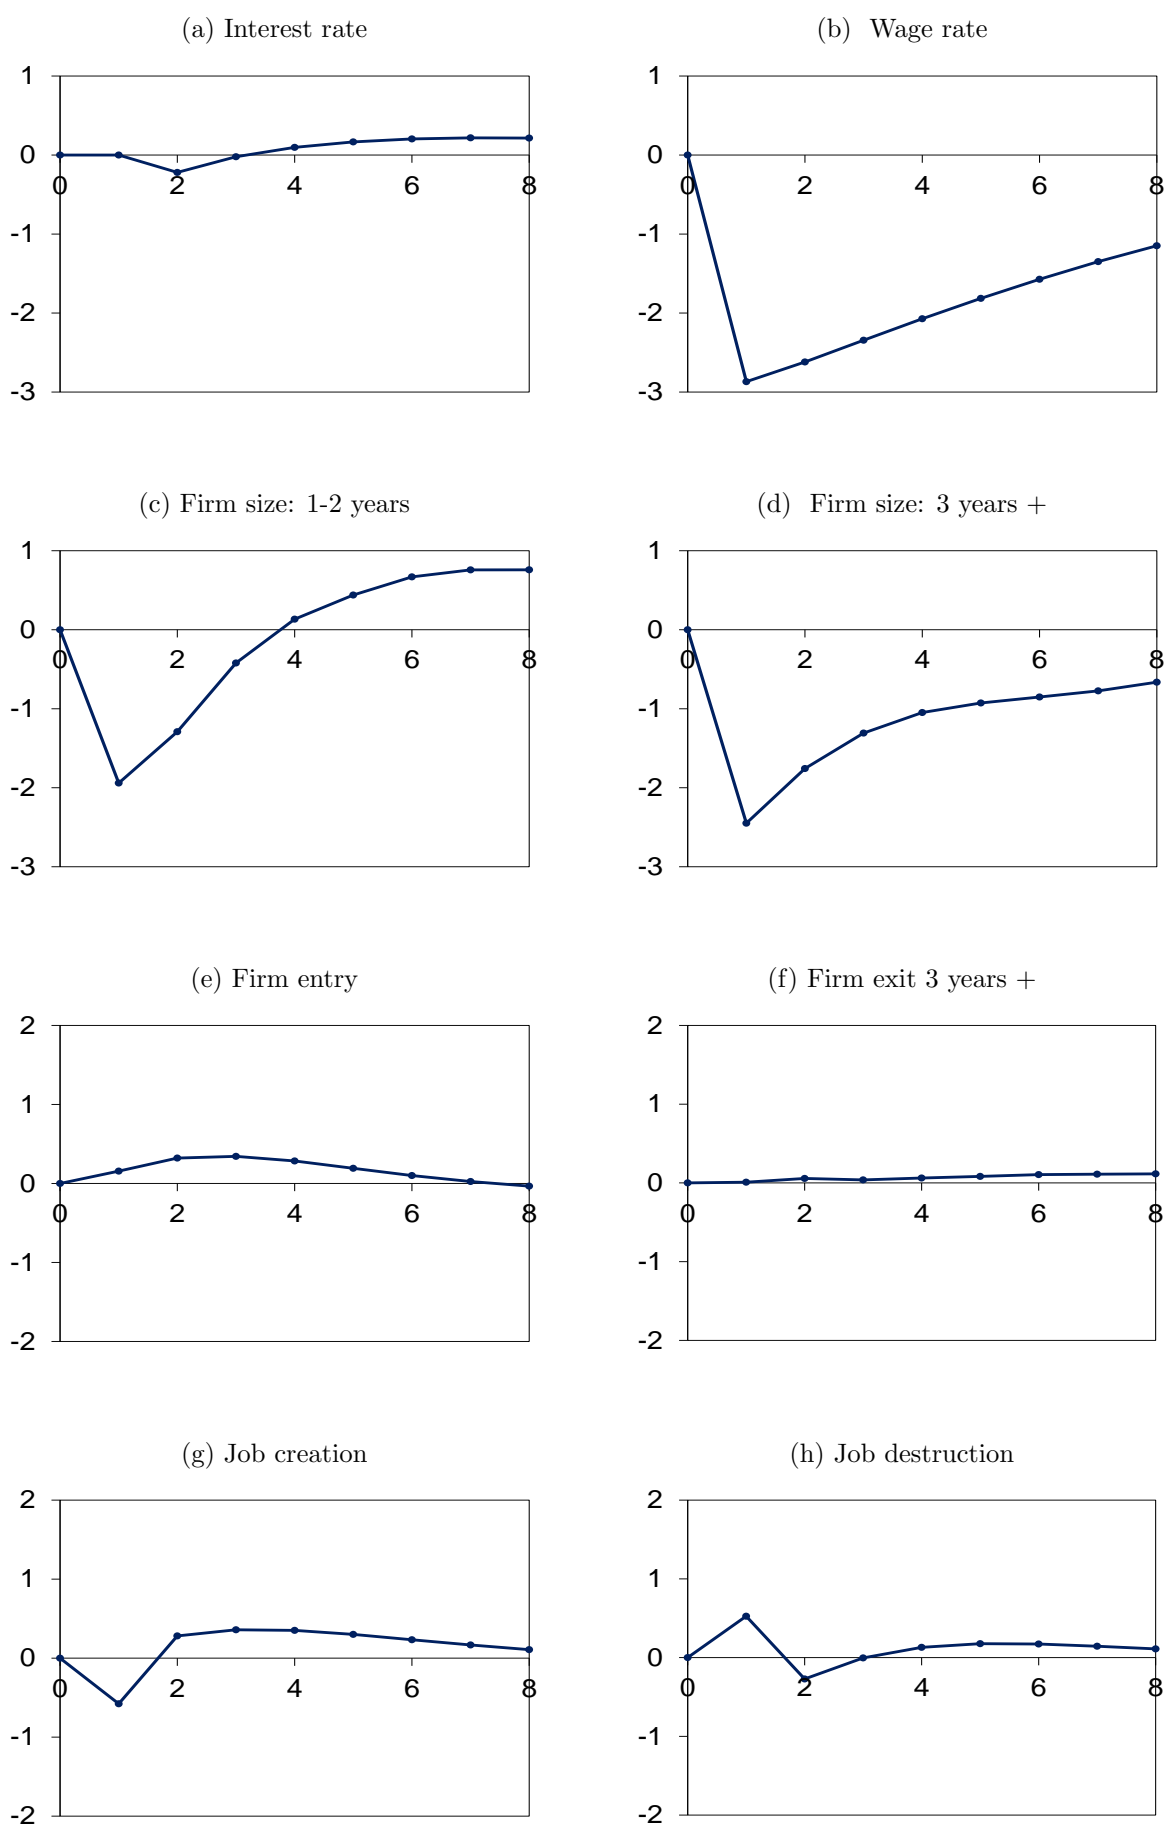 (a) Interest rate
1
0
-1
-2
-3
0 2 4 6 8
(b) Wage rate
1
0
-1
-2
-3
0 2 4 6 8
(c) Firm size: 1-2 years
1
0
-1
-2
-3
0 2 4 6 8
(d) Firm size: 3 years +
1
0
-1
-2
-3
0 2 4 6 8
(e) Firm entry
2
1
0
-1
-2
0 2 4 6 8
(f) Firm exit 3 years +
2
1
0
-1
-2
0 2 4 6 8
(g) Job creation
2
1
0
-1
-2
0 2 4 6 8
(h) Job destruction
2
1
0
-1
-2
0 2 4 6 8